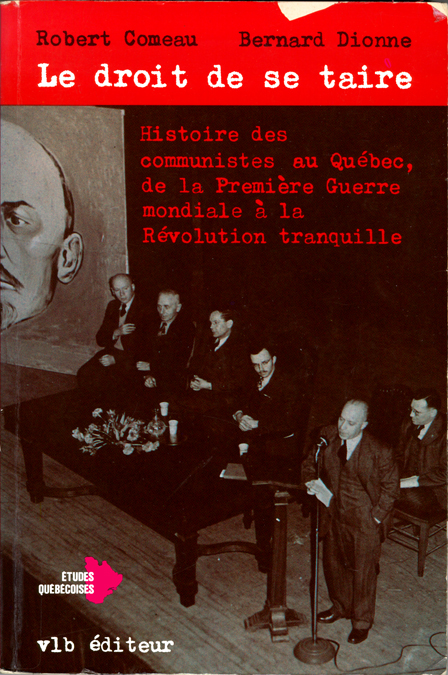 Robert Comeau Bernard Dionne
Le droit de se taire
Histoire des
communistes au Québec,
de la Première Guerre
mondiale à la
Révolution tranquille
ÉTUDES
QUÉBÉCOISES
vlb éditeur